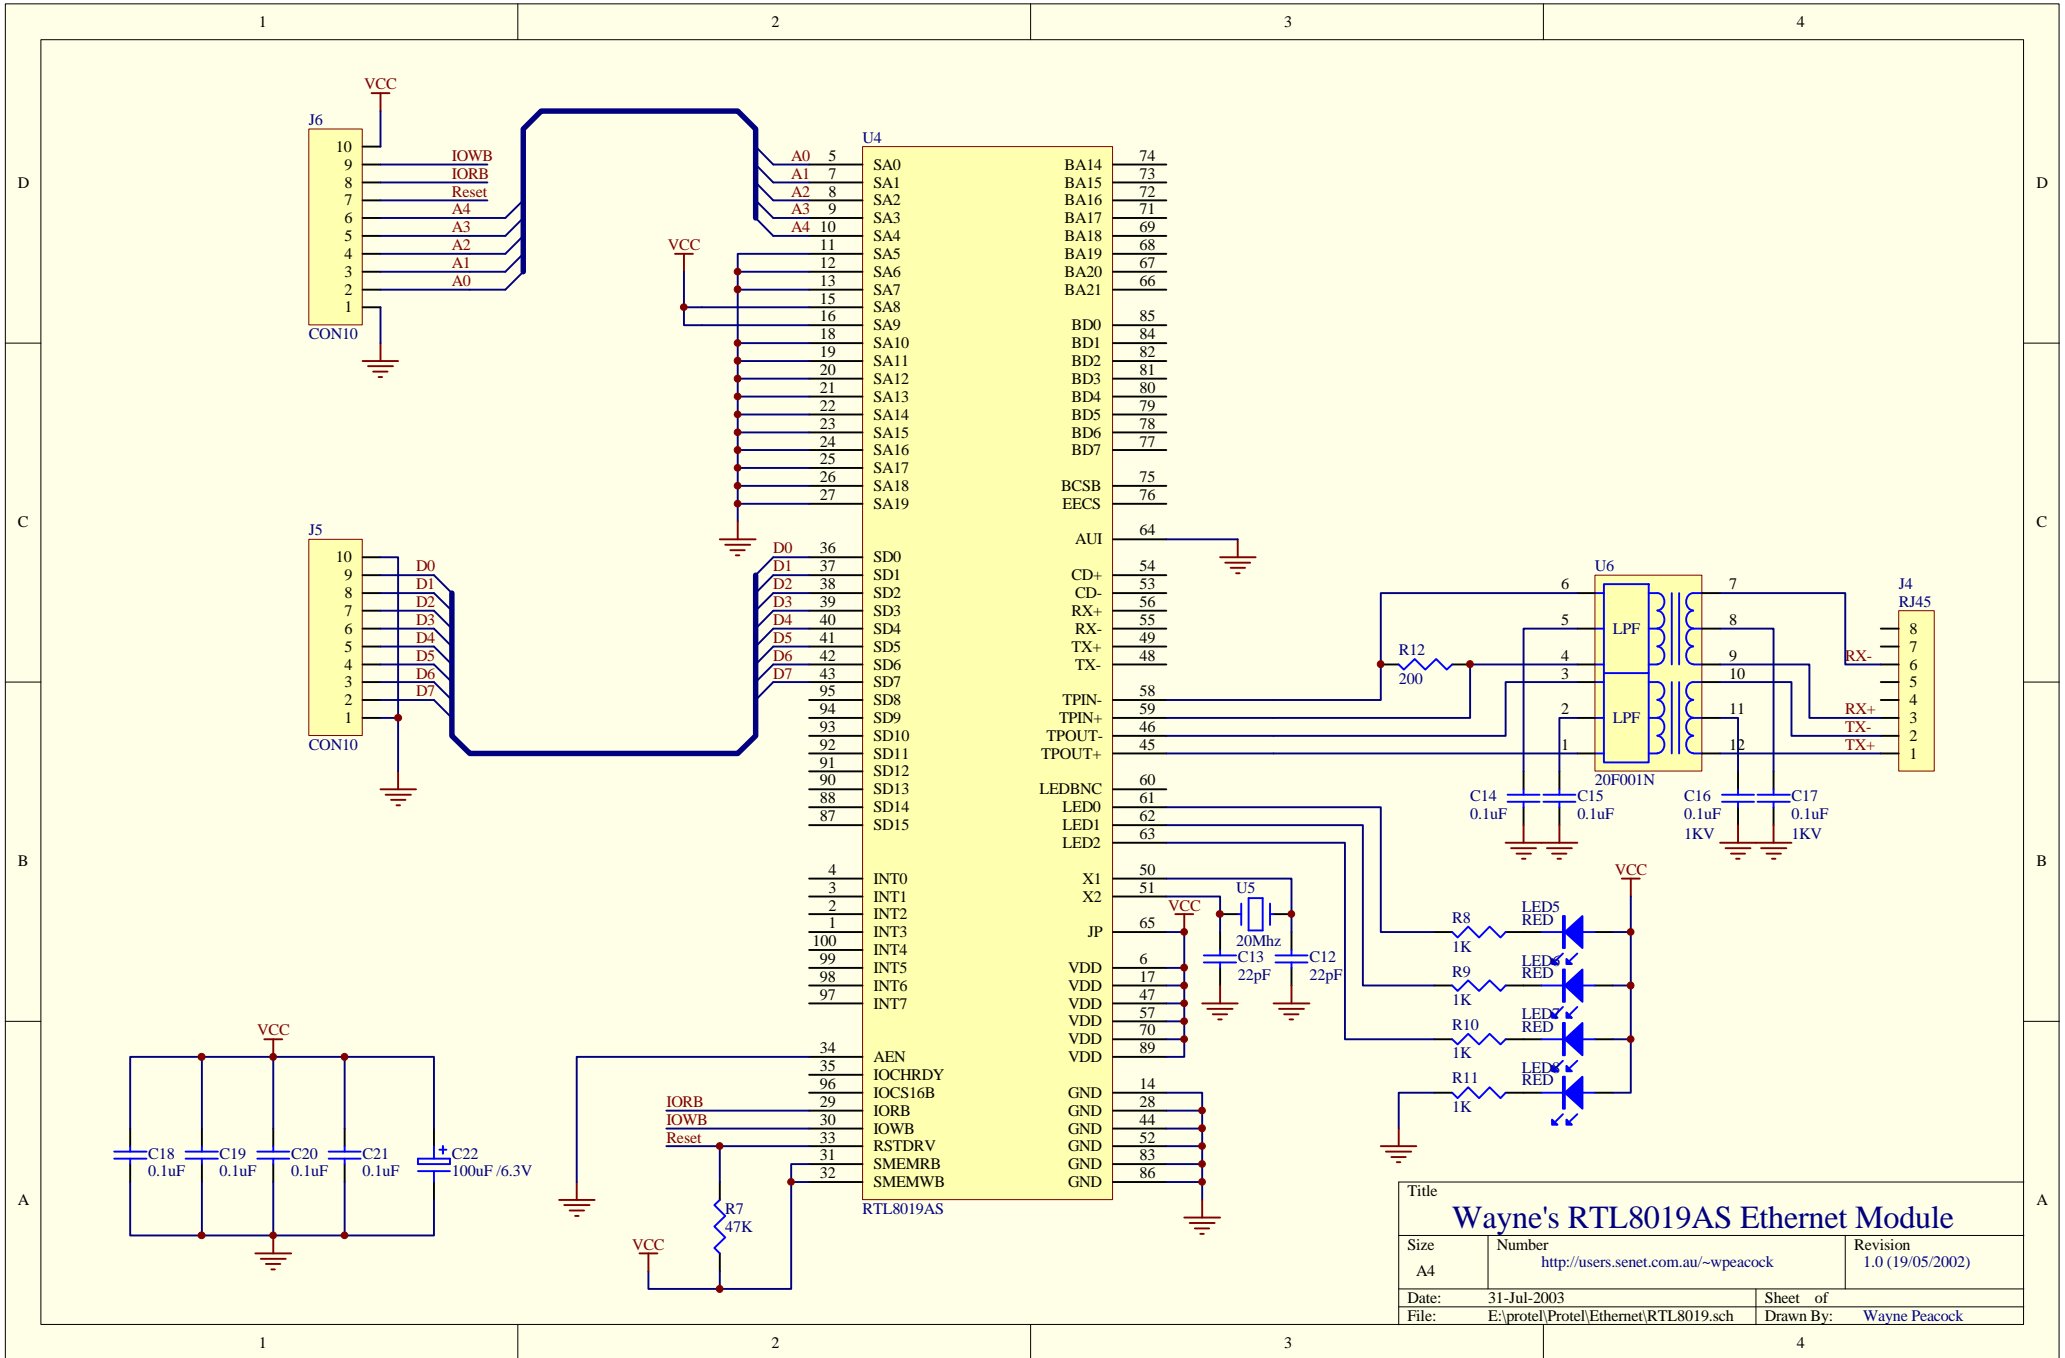 1 2 3 4
D
C
B
A
D
C
B
A
1 2 3 4
VCC
J6
10
9 IOWB
8 IORB
7 Reset
6 A4
5 A3
4 A2
3 A1
2 A0
1
CON10
J5
10
9 D0
8 D1
7 D2
6 D3
5 D4
4 D5
3 D6
2 D7
1
CON10
VCC
U4
A0 5 SA0
A1 7 SA1
A2 8 SA2
A3 9 SA3
A4 10 SA4
11 SA5
12 SA6
13 SA7
15 SA8
16 SA9
18 SA10
19 SA11
20 SA12
21 SA13
22 SA14
23 SA15
24 SA16
25 SA17
26 SA18
27 SA19
D0 36 SD0
D1 37 SD1
D2 38 SD2
D3 39 SD3
D4 40 SD4
D5 41 SD5
D6 42 SD6
D7 43 SD7
95 SD8
94 SD9
93 SD10
92 SD11
91 SD12
90 SD13
88 SD14
87 SD15
4 INT0
3 INT1
2 INT2
1 INT3
100 INT4
99 INT5
98 INT6
97 INT7
34 AEN
35 IOCHRDY
96 IOCS16B
IORB 29 IORB
IOWB 30 IOWB
Reset 33 RSTDRV
31 SMEMRB
32 SMEMWB
RTL8019AS
R7
47K
VCC
BA14 74
BA15 73
BA16 72
BA17 71
BA18 69
BA19 68
BA20 67
BA21 66
BD0 85
BD1 84
BD2 82
BD3 81
BD4 80
BD5 79
BD6 78
BD7 77
BCSB 75
EECS 76
AUI 64
CD+ 54
CD- 53
RX+ 56
RX- 55
TX+ 49
TX- 48
TPIN- 58
TPIN+ 59
TPOUT- 46
TPOUT+ 45
LEDBNC 60
LED0 61
LED1 62
LED2 63
X1 50
X2 51
JP 65
VDD 6
VDD 17
VDD 47
VDD 57
VDD 70
VDD 89
GND 14
GND 28
GND 44
GND 52
GND 83
GND 86
VCC
U5
20Mhz
C13
22pF
C12
22pF
R12
200
U6
6 7
5 LPF 8
4 9
3 10
2 LPF 11
1 12
20F001N
J4
RJ45
8
7
RX- 6
5
4
RX+ 3
TX- 2
TX+ 1
C14
0.1uF
C15
0.1uF
C16
0.1uF
1KV
C17
0.1uF
1KV
VCC
R8
1K
LED5
RED
R9
1K
RED
R10
1K
RED
R11
1K
RED
VCC
C18
0.1uF
C19
0.1uF
C20
0.1uF
C21
0.1uF
+
C22
100uF/6.3V
Title
Wayne's RTL8019AS Ethernet Module
Size
A4
Number
http://users.senet.com.au/~wpeacock
Revision
1.0 (19/05/2002)
Date: 31-Jul-2003
Sheet of
File: E:\protel\Protel\Ethernet\RTL8019.sch
Drawn By: Wayne Peacock